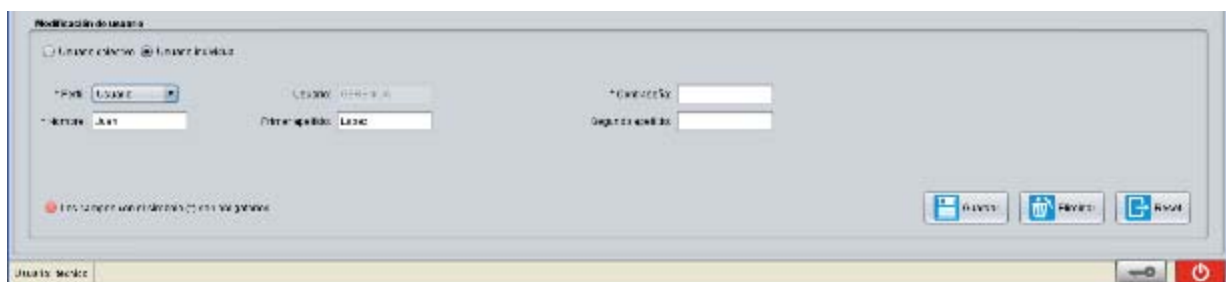 Modificación de usuario
Usuario colectivo Usuario individual
* Perfil: Usuario Usuario: * Contraseña:
* Nombre: Juan Primer apellido: Lopez Segundo apellido:
Los campos con el símbolo (*) son obligatorios
Guardar Eliminar Reset
Usuario: tecnico